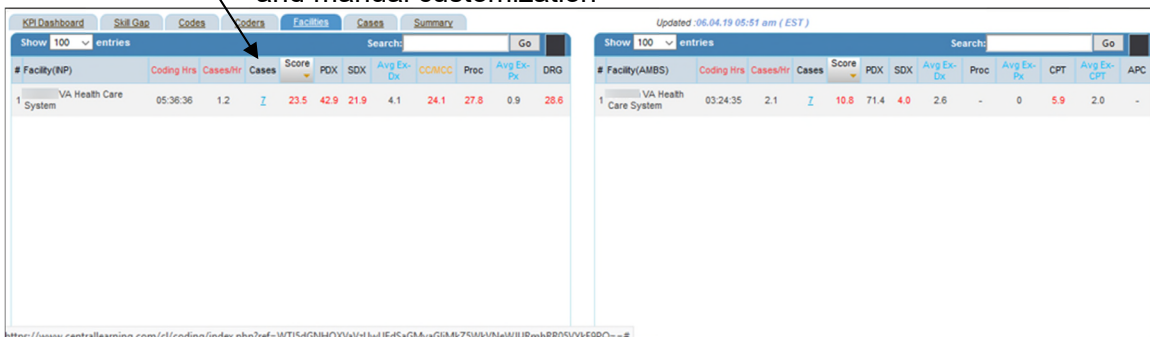 and manual customization
KPI Dashboard Skill Gap Codes Coders Facilities Cases Summary Updated :06.04.19 05:51 am ( EST )
Show 100 entries Search: Go
# Facility(INP) Coding Hrs Cases/Hr Cases Score PDX SDX Avg Ex-Dx CC/MCC Proc Avg Ex-Px DRG
1 VA Health Care System 05:36:36 1.2 7 23.5 42.9 21.9 4.1 24.1 27.8 0.9 28.6
Show 100 entries Search: Go
# Facility(AMBS) Coding Hrs Cases/Hr Cases Score PDX SDX Avg Ex-Dx Proc Avg Ex-Px CPT Avg Ex-CPT APC
1 VA Health Care System 03:24:35 2.1 7 10.8 71.4 4.0 2.6 - 0 5.9 2.0 -